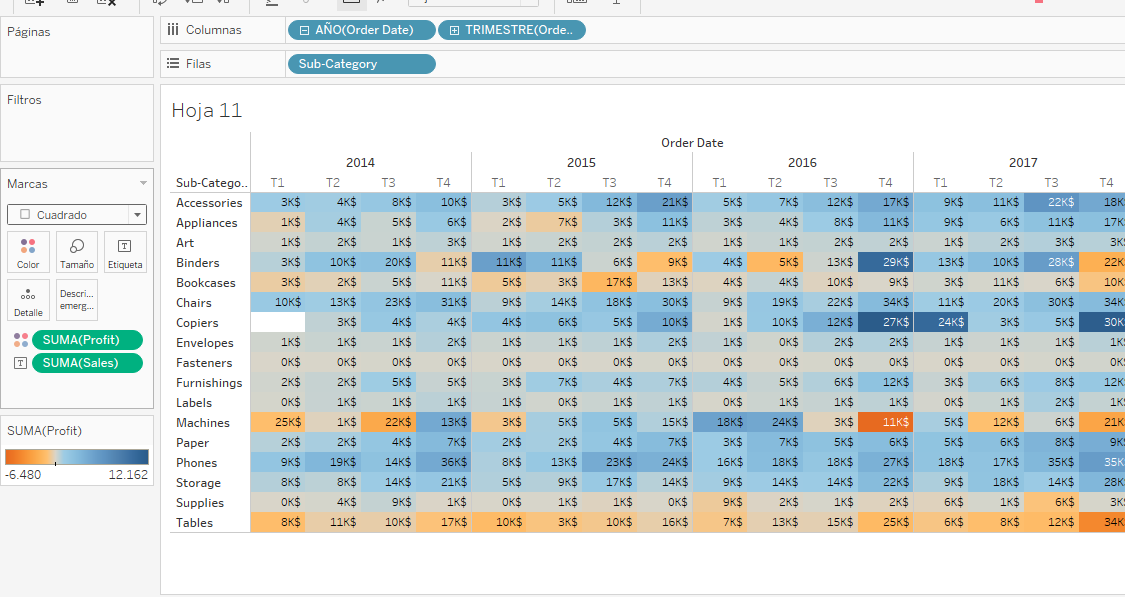 Páginas
Columnas
AÑO(Order Date)
TRIMESTRE(Orde..
Filas
Sub-Category
Filtros
Marcas
Cuadrado
Color
Tamaño
Etiqueta
Detalle
Descri...
emerg...
SUMA(Profit)
SUMA(Sales)
SUMA(Profit)
-6.480 12.162
Hoja 11
Order Date
2014 2015 2016 2017
Sub-Catego.. T1 T2 T3 T4 T1 T2 T3 T4 T1 T2 T3 T4 T1 T2 T3 T4
Accessories 3K$ 4K$ 8K$ 10K$ 3K$ 5K$ 12K$ 21K$ 5K$ 7K$ 12K$ 17K$ 9K$ 11K$ 22K$ 18K
Appliances 1K$ 4K$ 5K$ 6K$ 2K$ 7K$ 3K$ 11K$ 3K$ 4K$ 8K$ 11K$ 9K$ 6K$ 11K$ 17K
Art 1K$ 2K$ 1K$ 3K$ 1K$ 2K$ 2K$ 2K$ 1K$ 1K$ 2K$ 2K$ 1K$ 2K$ 3K$ 3K
Binders 3K$ 10K$ 20K$ 11K$ 11K$ 11K$ 6K$ 9K$ 4K$ 5K$ 13K$ 29K$ 13K$ 10K$ 28K$ 22K
Bookcases 3K$ 2K$ 5K$ 11K$ 5K$ 3K$ 17K$ 13K$ 4K$ 4K$ 10K$ 9K$ 3K$ 11K$ 6K$ 10K
Chairs 10K$ 13K$ 23K$ 31K$ 9K$ 14K$ 18K$ 30K$ 9K$ 19K$ 22K$ 34K$ 11K$ 20K$ 30K$ 34K
Copiers 3K$ 4K$ 4K$ 4K$ 6K$ 5K$ 10K$ 1K$ 10K$ 12K$ 27K$ 24K$ 3K$ 5K$ 30K
Envelopes 1K$ 1K$ 1K$ 2K$ 1K$ 1K$ 1K$ 2K$ 1K$ 0K$ 2K$ 2K$ 1K$ 1K$ 1K$ 1K
Fasteners 0K$ 0K$ 0K$ 0K$ 0K$ 0K$ 0K$ 0K$ 0K$ 0K$ 0K$ 0K$ 0K$ 0K$ 0K$ 0K
Furnishings 2K$ 2K$ 5K$ 5K$ 3K$ 7K$ 4K$ 7K$ 4K$ 5K$ 6K$ 12K$ 3K$ 6K$ 8K$ 12K
Labels 0K$ 1K$ 1K$ 1K$ 0K$ 1K$ 1K$ 1K$ 0K$ 1K$ 1K$ 1K$ 0K$ 1K$ 2K$ 1K
Machines 25K$ 1K$ 22K$ 13K$ 3K$ 5K$ 5K$ 15K$ 18K$ 24K$ 3K$ 11K$ 5K$ 12K$ 6K$ 21K
Paper 2K$ 2K$ 4K$ 7K$ 2K$ 2K$ 4K$ 7K$ 3K$ 7K$ 5K$ 6K$ 5K$ 6K$ 8K$ 9K
Phones 9K$ 19K$ 14K$ 36K$ 8K$ 13K$ 23K$ 24K$ 16K$ 18K$ 18K$ 27K$ 18K$ 17K$ 35K$ 35K
Storage 8K$ 8K$ 14K$ 21K$ 5K$ 9K$ 17K$ 14K$ 9K$ 14K$ 14K$ 22K$ 9K$ 18K$ 14K$ 28K
Supplies 0K$ 4K$ 9K$ 1K$ 0K$ 1K$ 1K$ 0K$ 9K$ 2K$ 1K$ 2K$ 6K$ 1K$ 6K$ 3K
Tables 8K$ 11K$ 10K$ 17K$ 10K$ 3K$ 10K$ 16K$ 7K$ 13K$ 15K$ 25K$ 6K$ 8K$ 12K$ 34K